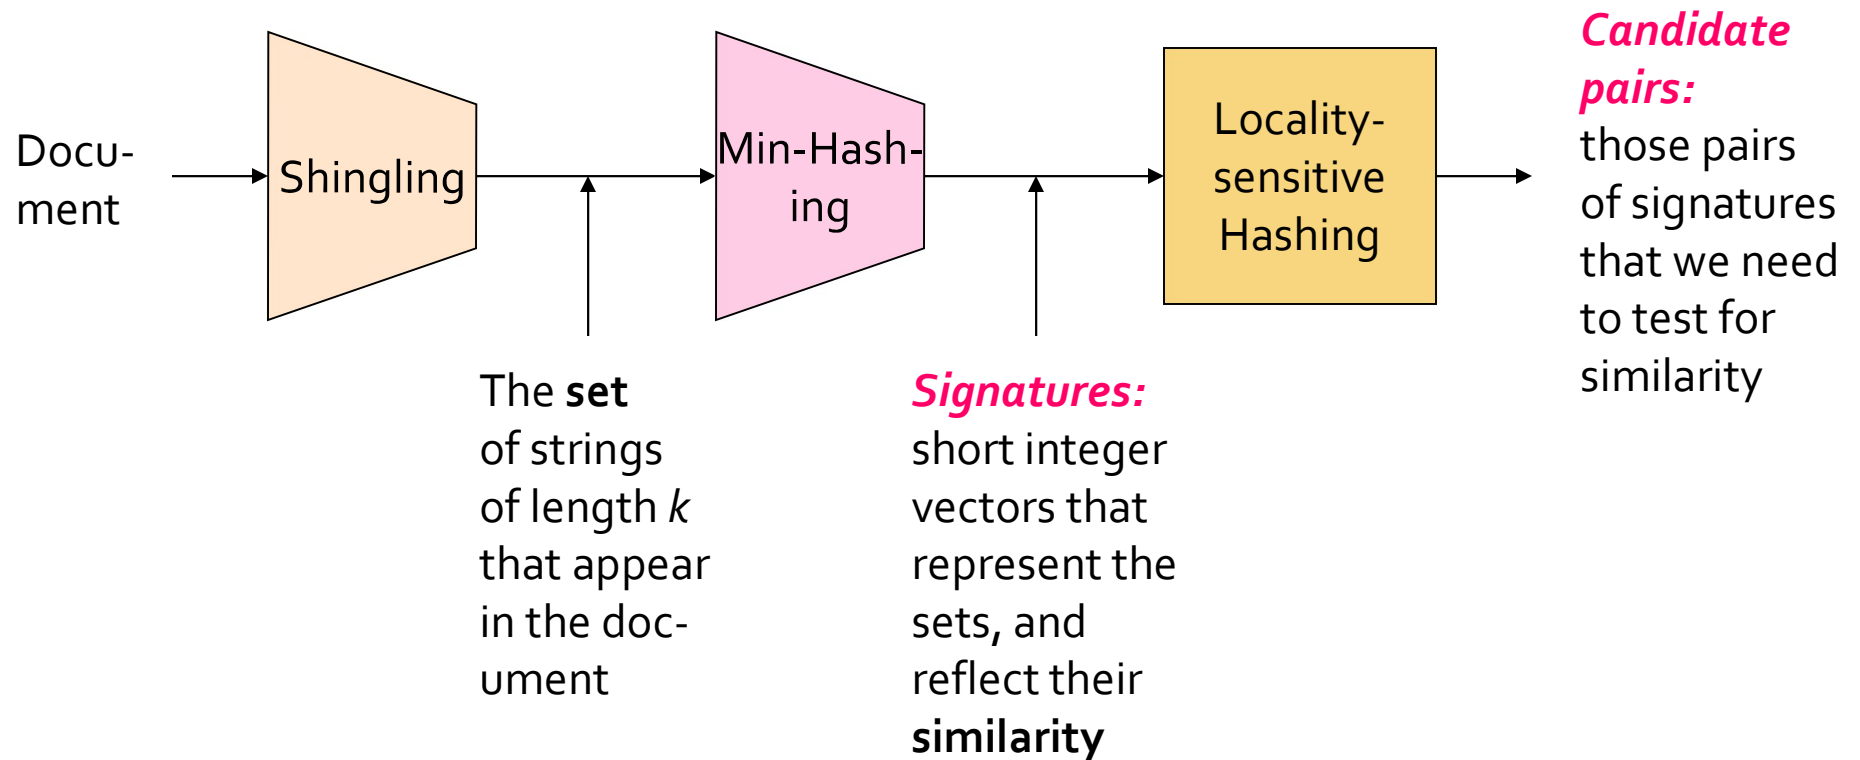 Docu-
ment
Shingling
The set
of strings
of length k
that appear
in the doc-
ument
Min-Hash-
ing
Signatures:
short integer
vectors that
represent the
sets, and
reflect their
similarity
Locality-
sensitive
Hashing
Candidate
pairs:
those pairs
of signatures
that we need
to test for
similarity